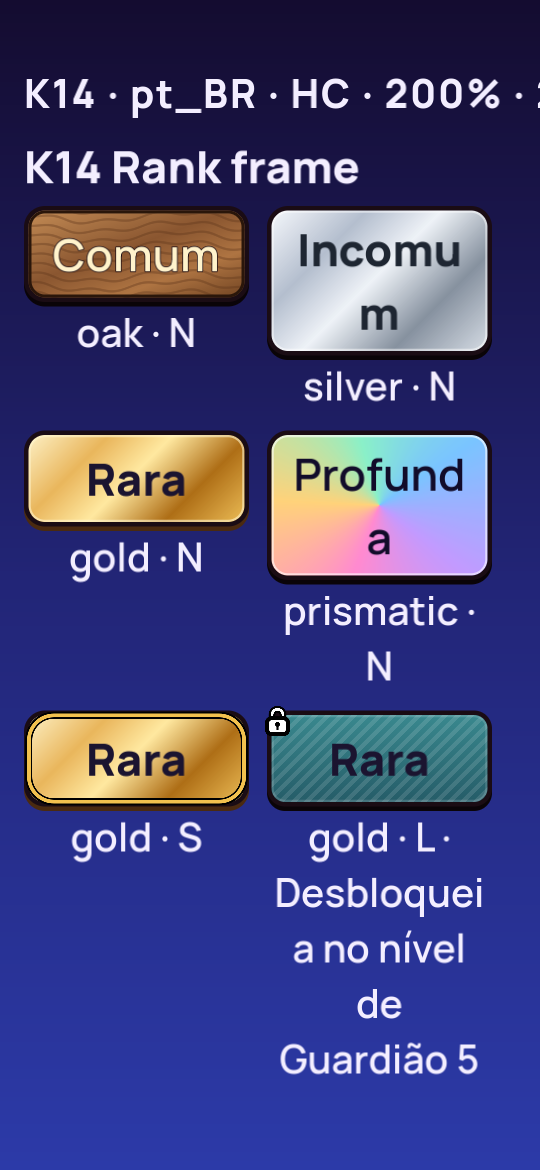 K14 · pt_BR · HC · 200% ·
K14 Rank frame
Comum
Incomu
m
oak · N
silver · N
Rara
Profund
a
gold · N
prismatic ·
N
Rara
Rara
gold · S
gold · L ·
Desbloquei
a no nível
de
Guardião 5